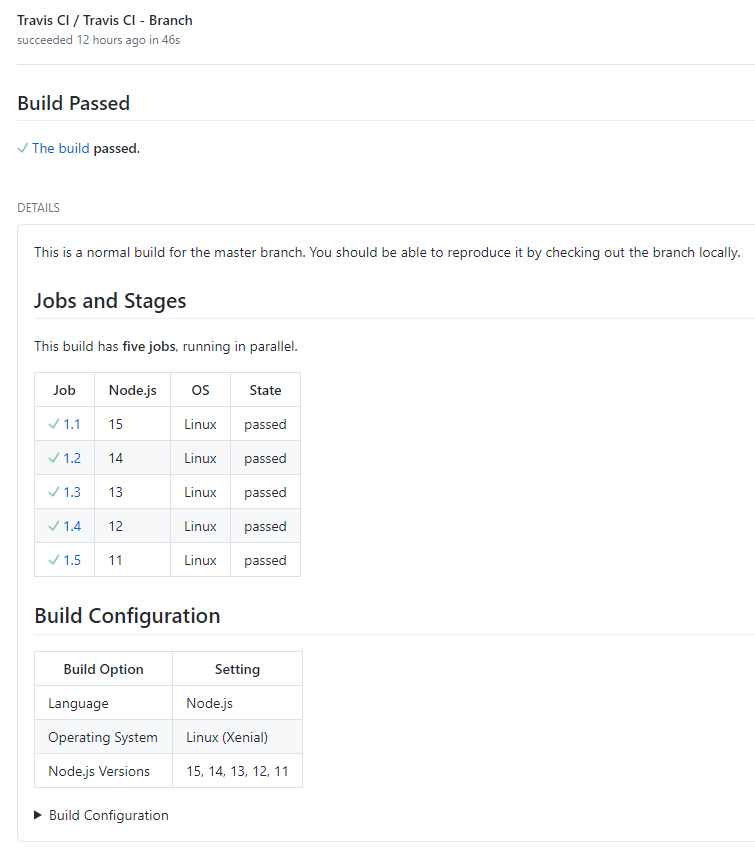 Travis CI / Travis CI - Branch
succeeded 12 hours ago in 46s
Build Passed
The build passed.
DETAILS
This is a normal build for the master branch. You should be able to reproduce it by checking out the branch locally.
Jobs and Stages
This build has five jobs, running in parallel.
Job Node.js OS State
1.1 15 Linux passed
1.2 14 Linux passed
1.3 13 Linux passed
1.4 12 Linux passed
1.5 11 Linux passed
Build Configuration
Build Option Setting
Language Node.js
Operating System Linux (Xenial)
Node.js Versions 15, 14, 13, 12, 11
Build Configuration